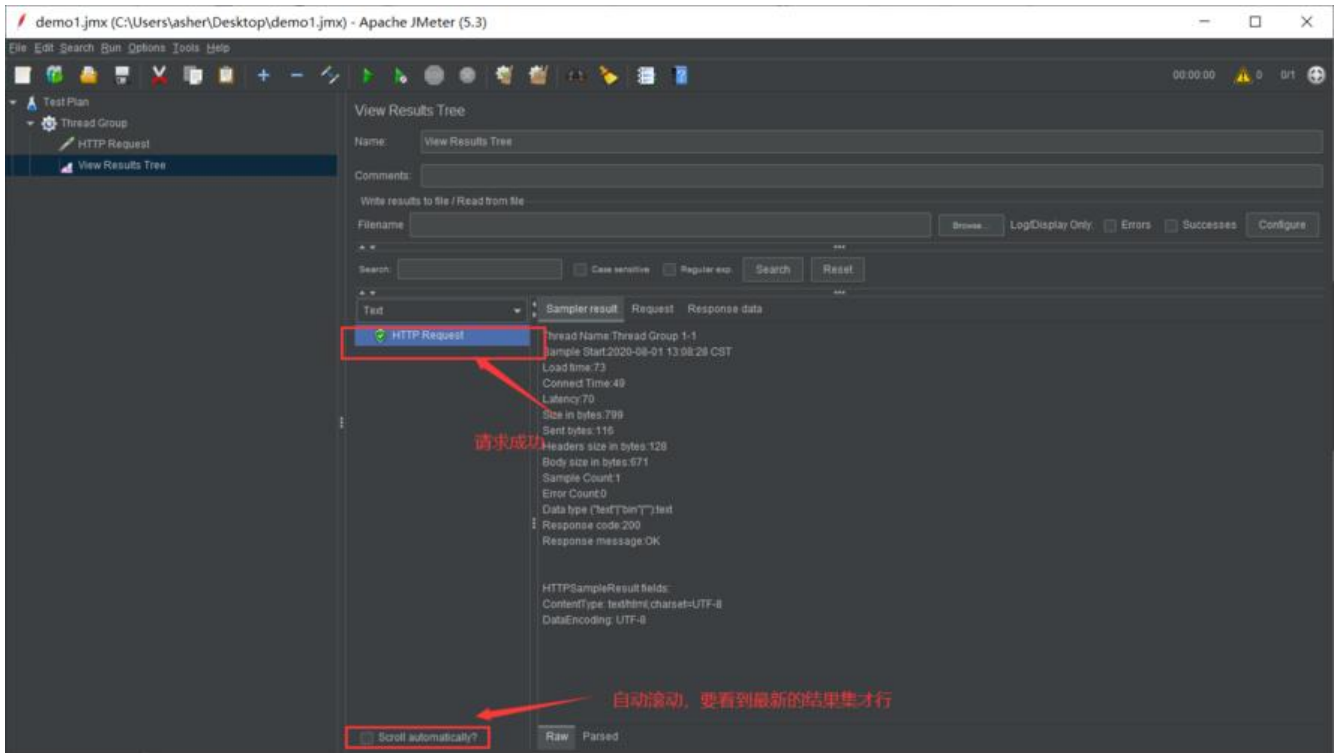 demo1.jmx (C:\Users\asher\Desktop\demo1.jmx) - Apache JMeter (5.3)
File Edit Search Run Options Tools Help
00:00:00 0 0/1
Test Plan
Thread Group
HTTP Request
View Results Tree
View Results Tree
Name: View Results Tree
Comments:
Write results to file / Read from file
Filename Browse... Log/Display Only: Errors Successes Configure
Search: Case sensitive Regular exp. Search Reset
Text
HTTP Request
Sampler result Request Response data
Thread Name:Thread Group 1-1
Sample Start:2020-08-01 13:08:28 CST
Load time:73
Connect Time:49
Latency:70
Size in bytes:799
Sent bytes:116
Headers size in bytes:128
Body size in bytes:671
Sample Count:1
Error Count:0
Data type ("text"|"bin"|""):text
Response code:200
Response message:OK
HTTPSampleResult fields:
ContentType: text/html;charset=UTF-8
DataEncoding: UTF-8
请求成功
自动滚动，要看到最新的结果集才行
Scroll automatically?
Raw Parsed